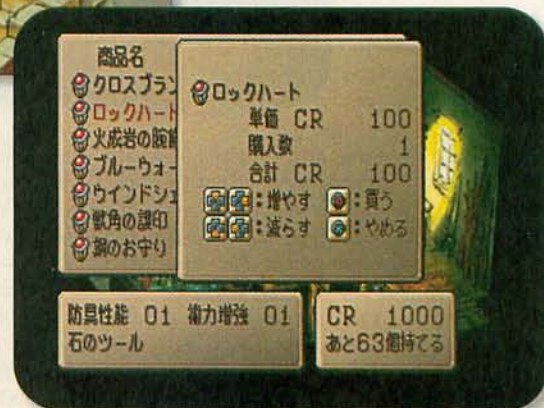 商品名
クロスブラン
ロックハート
火成岩の腕
ブルーウォー
ウインドシェ
獣角の護印
銅のお守り
ロックハート
単価 CR 100
購入数 1
合計 CR 100
:増やす :買う
:減らす :やめる
防具性能 01 術力増強 01
石のツール
CR 1000
あと63個持てる